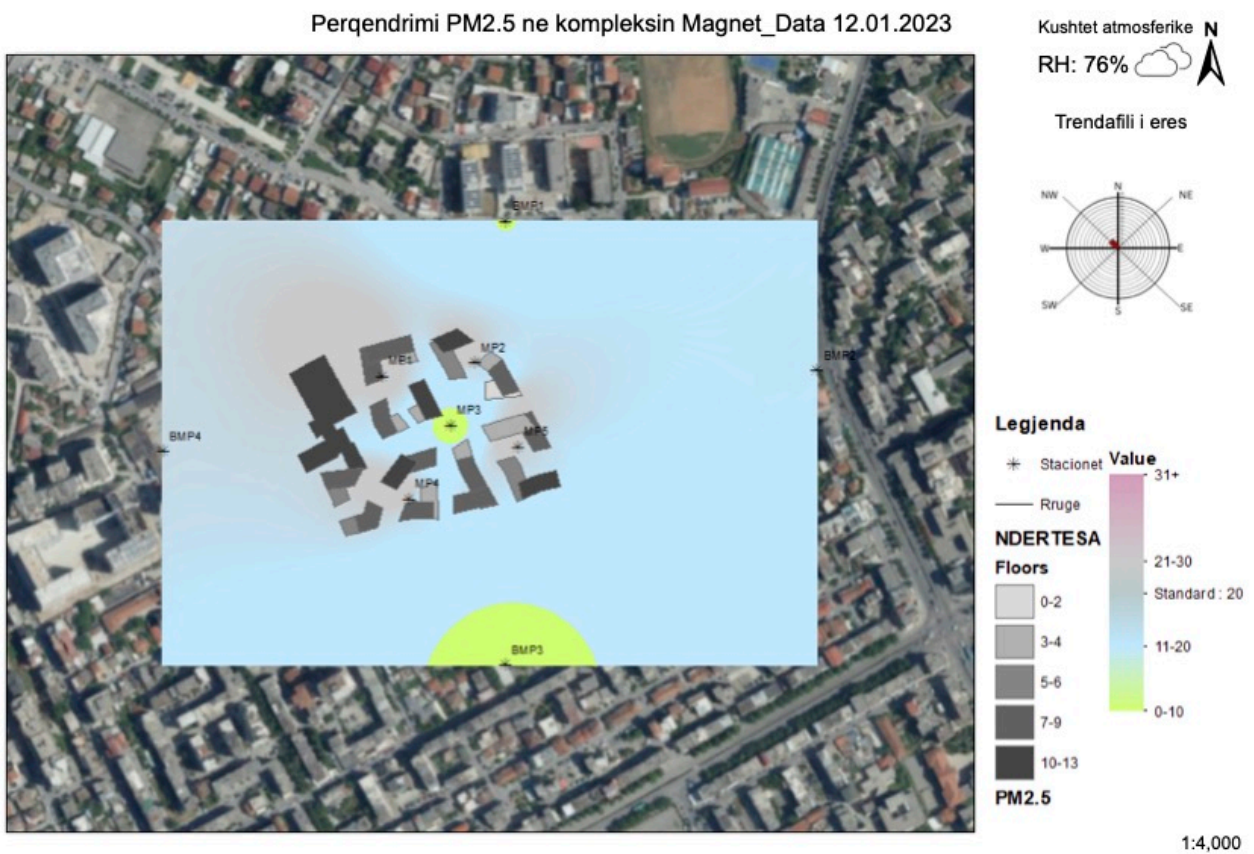 Perqendrimi PM2.5 ne kompleksin Magnet_Data 12.01.2023
Kushtet atmosferike
N
RH: 76%
Trendafili i eres
N
NW
NE
W
E
SW
SE
S
BMP1
BMP2
MP1
MP2
MP3
BMP4
MP5
MP4
BMP3
Legjenda
Stacionet
Rruge
NDERTESA
Floors
0-2
3-4
5-6
7-9
10-13
PM2.5
Value
31+
21-30
Standard : 20
11-20
0-10
1:4,000